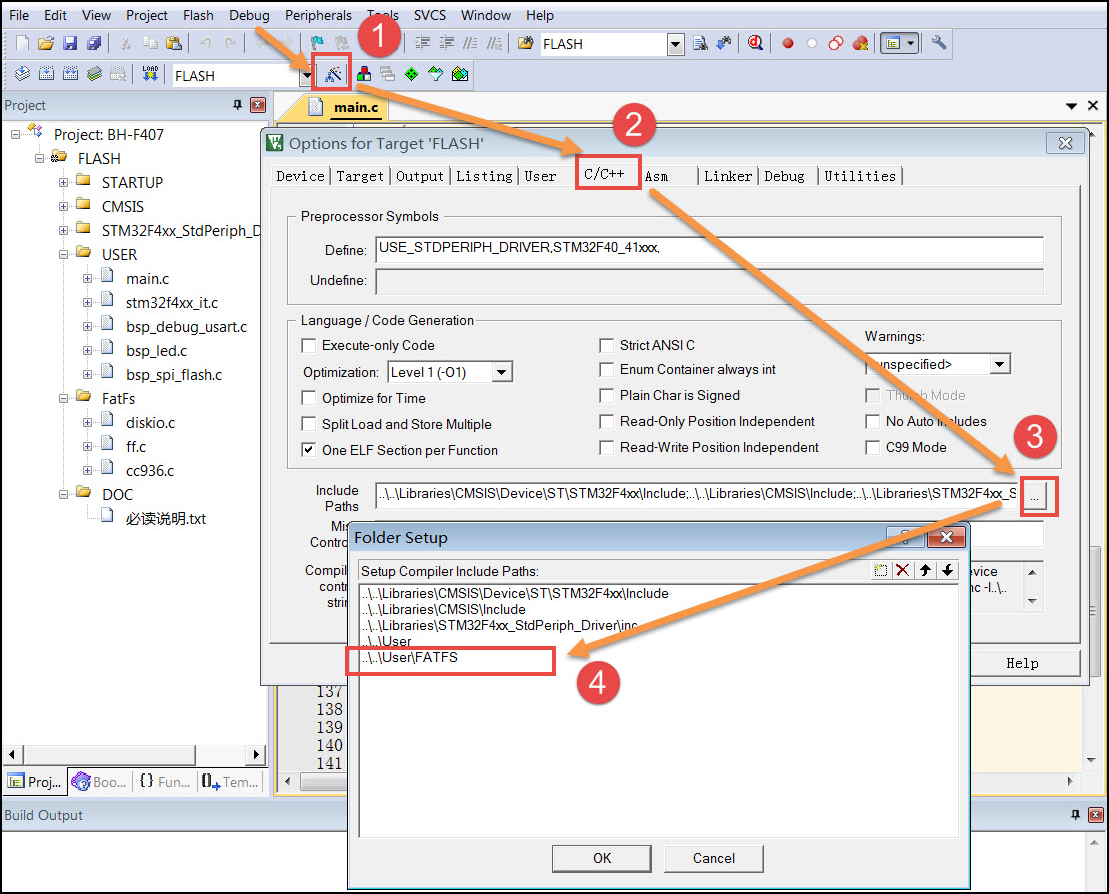 File Edit View Project Flash Debug Peripherals Tools SVCS Window Help
1
FLASH
LOAD
FLASH
Project
main.c
Project: BH-F407
FLASH
STARTUP
CMSIS
STM32F4xx_StdPeriph_D
USER
main.c
stm32f4xx_it.c
bsp_debug_usart.c
bsp_led.c
bsp_spi_flash.c
FatFs
diskio.c
ff.c
cc936.c
DOC
必读说明.txt
Proj... Boo... {} Fun... Tem...
2
Options for Target 'FLASH'
Device Target Output Listing User C/C++ Asm Linker Debug Utilities
Preprocessor Symbols
Define: USE_STDPERIPH_DRIVER,STM32F40_41xxx,
Undefine:
Language / Code Generation
Execute-only Code
Optimization: Level 1 (-O1)
Optimize for Time
Split Load and Store Multiple
One ELF Section per Function
Strict ANSI C
Enum Container always int
Plain Char is Signed
Read-Only Position Independent
Read-Write Position Independent
Warnings:
unspecified>
Thumb Mode
No Auto Includes
C99 Mode
3
Include
Paths
..\..\Libraries\CMSIS\Device\ST\STM32F4xx\Include;..\..\Libraries\CMSIS\Include;..\..\Libraries\STM32F4xx_S
...
Mis
Contro
Compil
contr
strin
evice
nc -I..\..
Help
Folder Setup
Setup Compiler Include Paths:
..\..\Libraries\CMSIS\Device\ST\STM32F4xx\Include
..\..\Libraries\CMSIS\Include
..\..\Libraries\STM32F4xx_StdPeriph_Driver\inc
..\..\User
..\..\User\FATFS
4
OK Cancel
137
138
139
140
141
Build Output